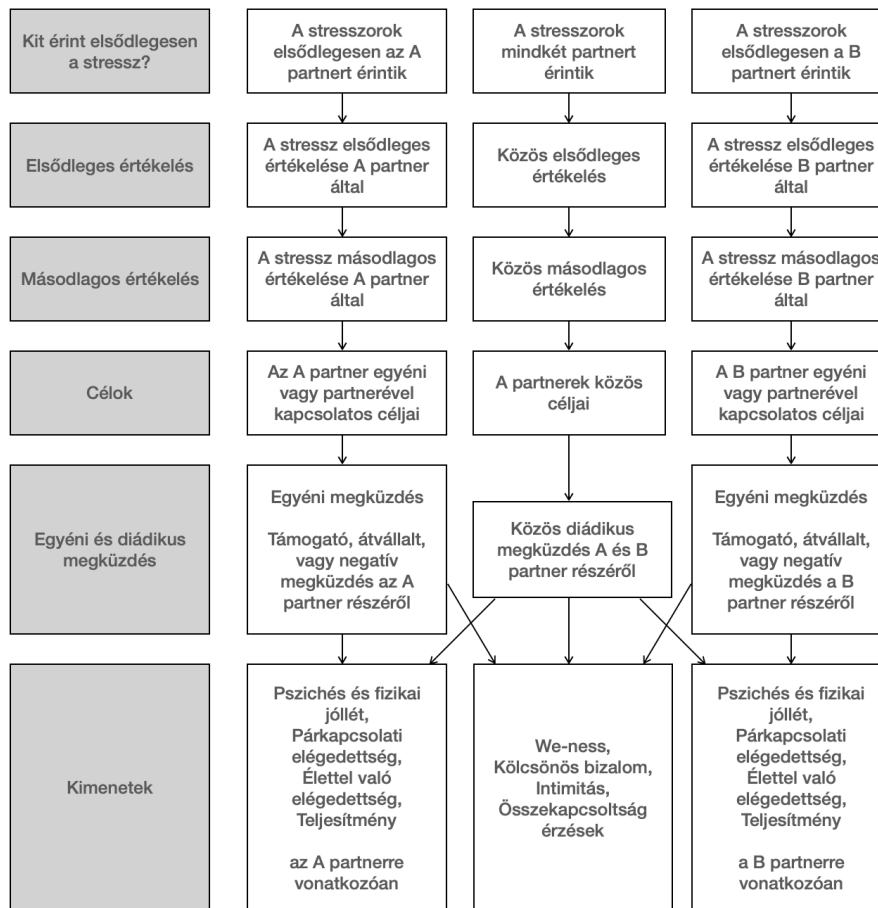 Kit érint elsődlegesen
a stressz?
A stresszorok
elsődlegesen az A
partnert érintik
A stresszorok
mindkét partnert
érintik
A stresszorok
elsődlegesen a B
partnert érintik
Elsődleges értékelés
A stressz elsődleges
értékelése A partner
által
Közös elsődleges
értékelés
A stressz elsődleges
értékelése B partner
által
Másodlagos értékelés
A stressz másodlagos
értékelése A partner
által
Közös másodlagos
értékelés
A stressz másodlagos
értékelése B partner
által
Célok
Az A partner egyéni
vagy partnerével
kapcsolatos céljai
A partnerek közös
céljai
A B partner egyéni
vagy partnerével
kapcsolatos céljai
Egyéni és diádikus
megküzdés
Egyéni megküzdés
Támogató, átvállalt,
vagy negatív
megküzdés az A
partner részéről
Közös diádikus
megküzdés A és B
partner részéről
Egyéni megküzdés
Támogató, átvállalt,
vagy negatív
megküzdés a B
partner részéről
Kimenetek
Pszichés és fizikai
jóllét,
Párkapcsolati
elégedettség,
Élettel való
elégedettség,
Teljesítmény
az A partnerre
vonatkozóan
We-ness,
Kölcsönös bizalom,
Intimitás,
Összekapcsoltság
érzések
Pszichés és fizikai
jóllét,
Párkapcsolati
elégedettség,
Élettel való
elégedettség,
Teljesítmény
a B partnerre
vonatkozóan